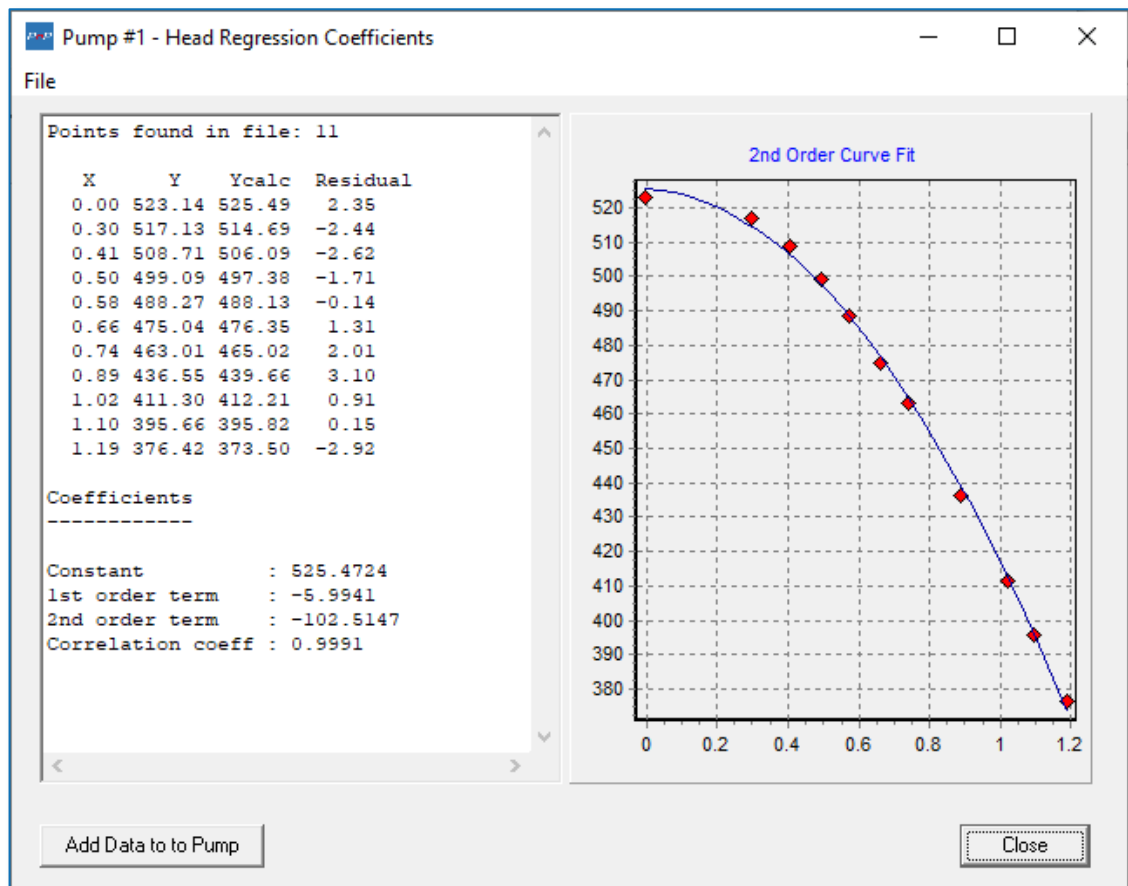 PnP Pump #1 - Head Regression Coefficients
File
Points found in file: 11
X Y Ycalc Residual
0.00 523.14 525.49 2.35
0.30 517.13 514.69 -2.44
0.41 508.71 506.09 -2.62
0.50 499.09 497.38 -1.71
0.58 488.27 488.13 -0.14
0.66 475.04 476.35 1.31
0.74 463.01 465.02 2.01
0.89 436.55 439.66 3.10
1.02 411.30 412.21 0.91
1.10 395.66 395.82 0.15
1.19 376.42 373.50 -2.92
Coefficients
------------
Constant : 525.4724
1st order term : -5.9941
2nd order term : -102.5147
Correlation coeff : 0.9991
2nd Order Curve Fit
520
510
500
490
480
470
460
450
440
430
420
410
400
390
380
0 0.2 0.4 0.6 0.8 1 1.2
Add Data to to Pump
Close